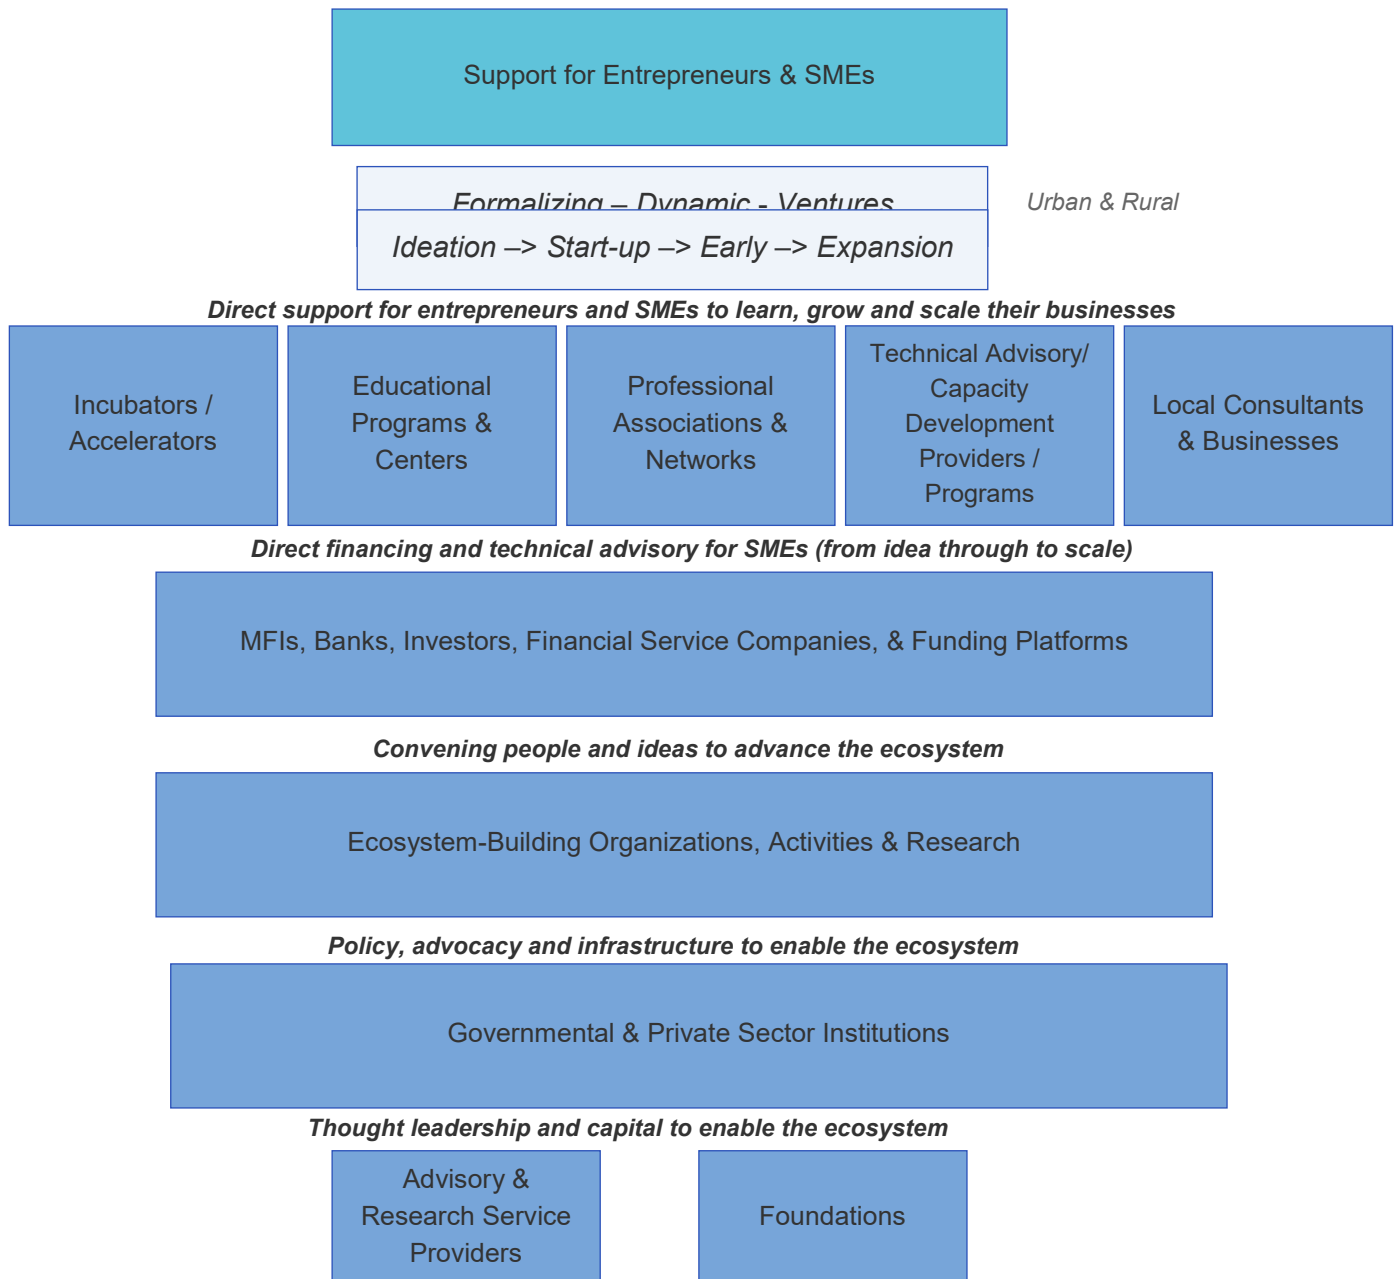 Support for Entrepreneurs & SMEs
Formalizing – Dynamic - Ventures
Urban & Rural
Ideation –> Start-up –> Early –> Expansion
Direct support for entrepreneurs and SMEs to learn, grow and scale their businesses
Incubators /
Accelerators
Educational
Programs &
Centers
Professional
Associations &
Networks
Technical Advisory/
Capacity
Development
Providers /
Programs
Local Consultants
& Businesses
Direct financing and technical advisory for SMEs (from idea through to scale)
MFIs, Banks, Investors, Financial Service Companies, & Funding Platforms
Convening people and ideas to advance the ecosystem
Ecosystem-Building Organizations, Activities & Research
Policy, advocacy and infrastructure to enable the ecosystem
Governmental & Private Sector Institutions
Thought leadership and capital to enable the ecosystem
Advisory &
Research Service
Providers
Foundations